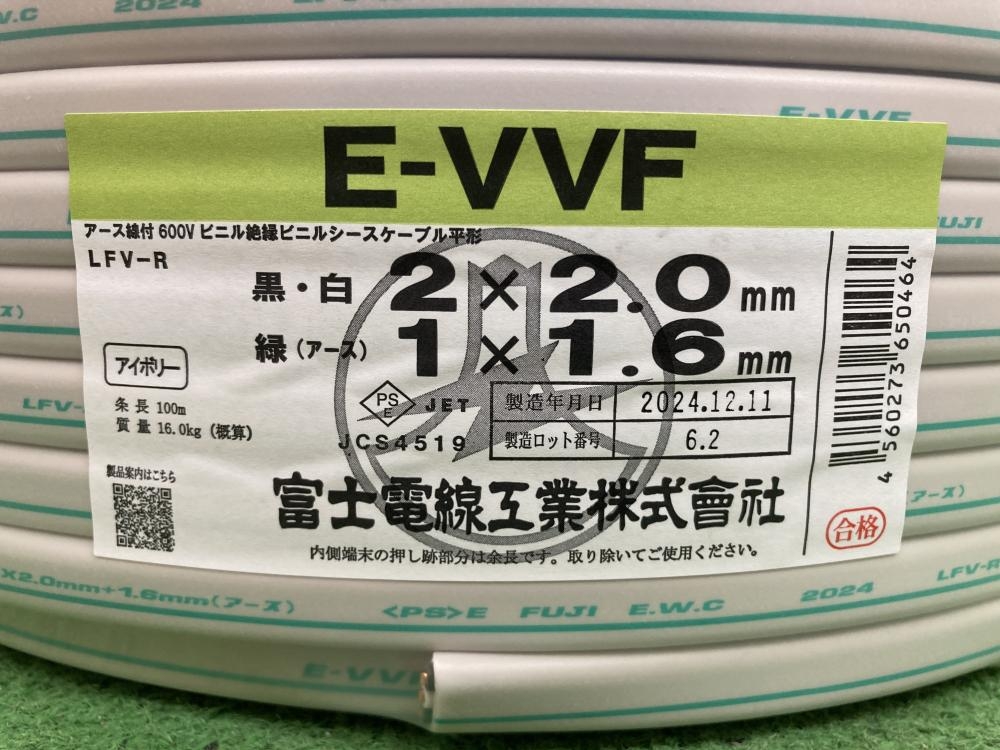 W.C 2024
E-VVF
FUJI
E-VVF
アース線付 600V ビニル絶縁ビニルシースケーブル平形
LFV-R
黒・白 2×2.0mm
緑(アース) 1×1.6mm
アイボリー
条長 100m
質量 16.0kg (概算)
PS
E
JET
JCS4519
製造年月日 2024.12.11
製造ロット番号 6.2
製品案内はこちら
富士電線工業株式會社
内側端末の押し跡部分は余長です。取り除いてご使用ください。
4 560273 650464
合格
LFV-
アース)
×2.0mm+1.6mm(アース) <PS>E FUJI E.W.C 2024 LFV-R
E-VVF